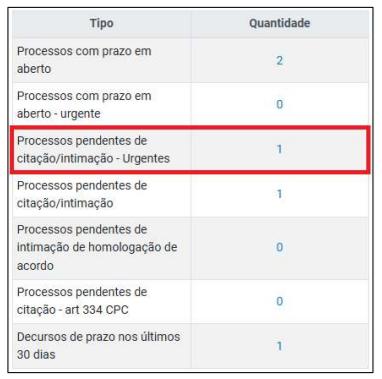 Tipo Quantidade
Processos com prazo em
aberto
2
Processos com prazo em
aberto - urgente
0
Processos pendentes de
citação/intimação - Urgentes
1
Processos pendentes de
citação/intimação
1
Processos pendentes de
intimação de homologação de
acordo
0
Processos pendentes de
citação - art 334 CPC
0
Decursos de prazo nos últimos
30 dias
1